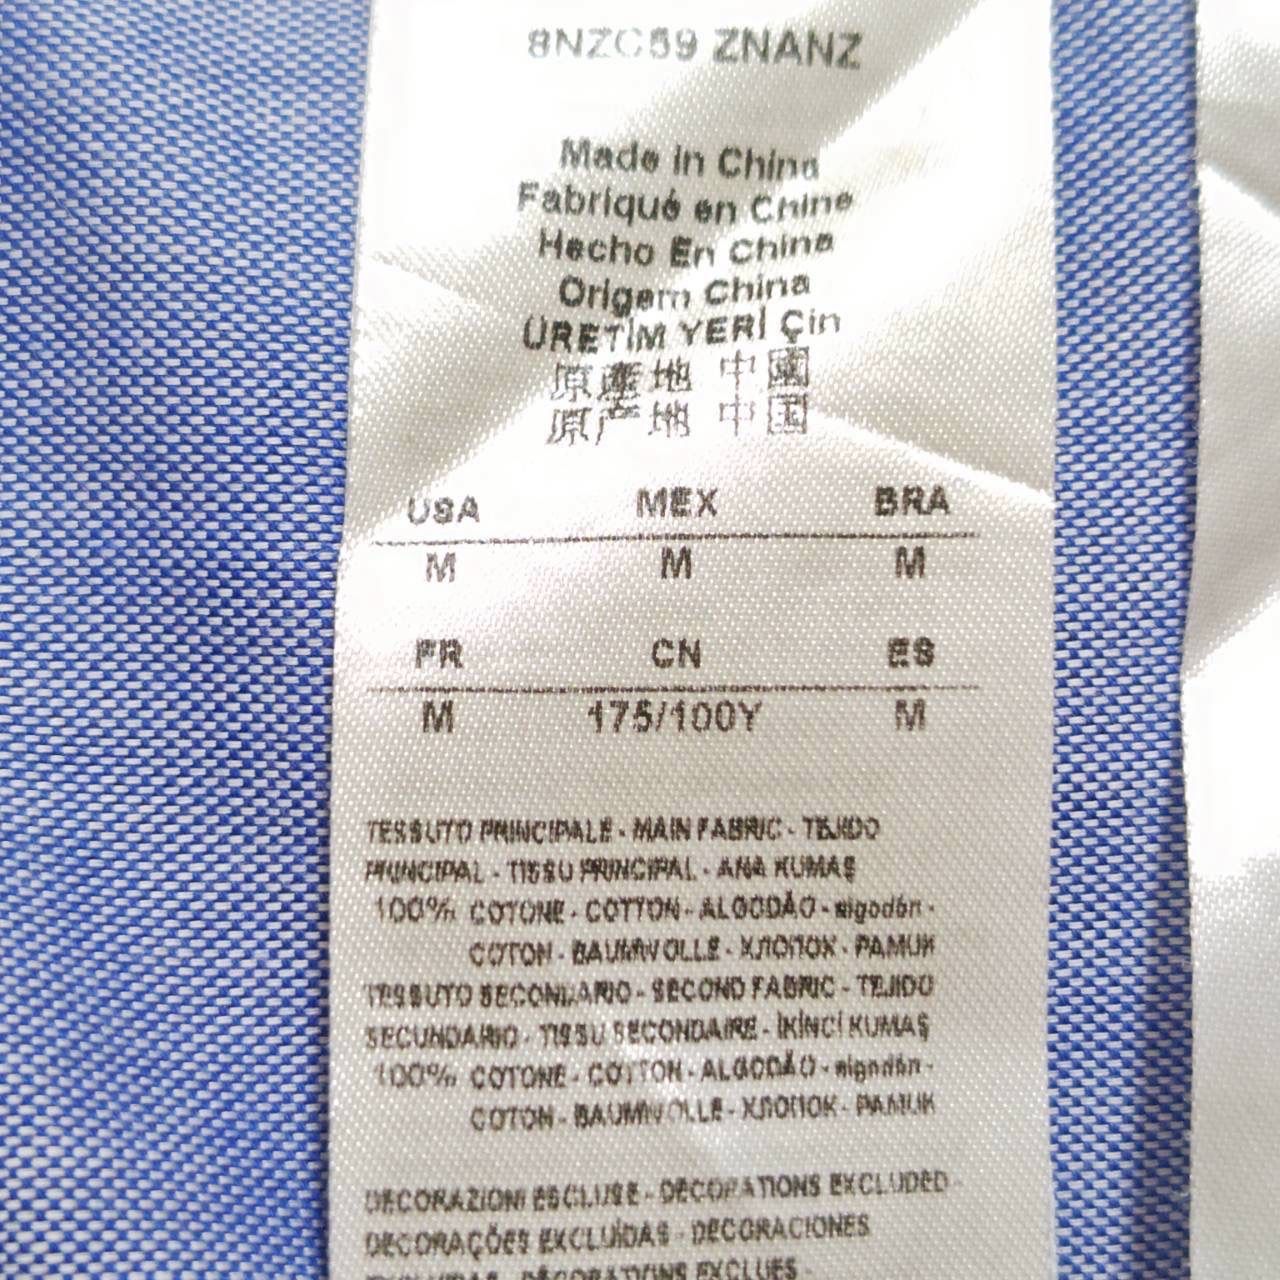 8NZC59 ZNANZ
Made in China
Fabriqué en Chine
Hecho En China
Origem China
ÜRETİM YERİ Çin
原產地 中國
原产地 中国
USA MEX BRA
M M M
FR CN ES
M 175/100Y M
TESSUTO PRINCIPALE - MAIN FABRIC - TEJIDO
PRINCIPAL - TISSU PRINCIPAL - ANA KUMAŞ
100% COTONE - COTTON - ALGODÃO - algodón -
COTON - BAUMWOLLE - ХЛОПОК - PAMUK
TESSUTO SECONDARIO - SECOND FABRIC - TEJIDO
SECUNDARIO - TISSU SECONDAIRE - İKİNCİ KUMAŞ
100% COTONE - COTTON - ALGODÃO - algodón -
COTON - BAUMWOLLE - ХЛОПОК - PAMUK
DECORAZIONI ESCLUSE - DECORATIONS EXCLUDED -
DECORAÇÕES EXCLUÍDAS - DECORACIONES
EXCLUIDAS - DÉCORATIONS EXCLUES -